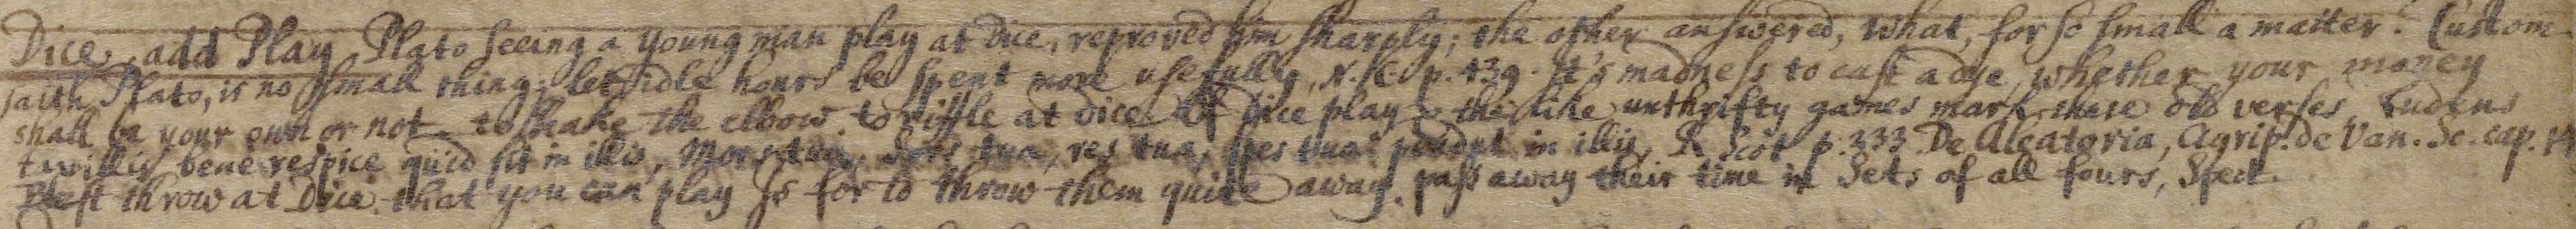 Dice, add Play. Plato seeing a young man play at dice, reproved him sharply; the other answered, what, for so small a matter? Custom
saith Plato, is no small thing: let idle hours be spent more usefully, N. C. p. 439. It's madness to cast a dye, whether your money
shall be your own or not. to shake the elbow. to riffle at dice. Of dice play & the like unthrifty games mark these old verses Ludens
taxillis bene respice quid sit in illis, Mors tua, Sors tua, res tua, spes tua pendet in illis, R. Scot p. 233. De Aleatoria, Agrip. de Van. Sc. cap.
Best throw at Dice that you can play Is for to throw them quite away. pass away their time in Sets of all fours, Spect.